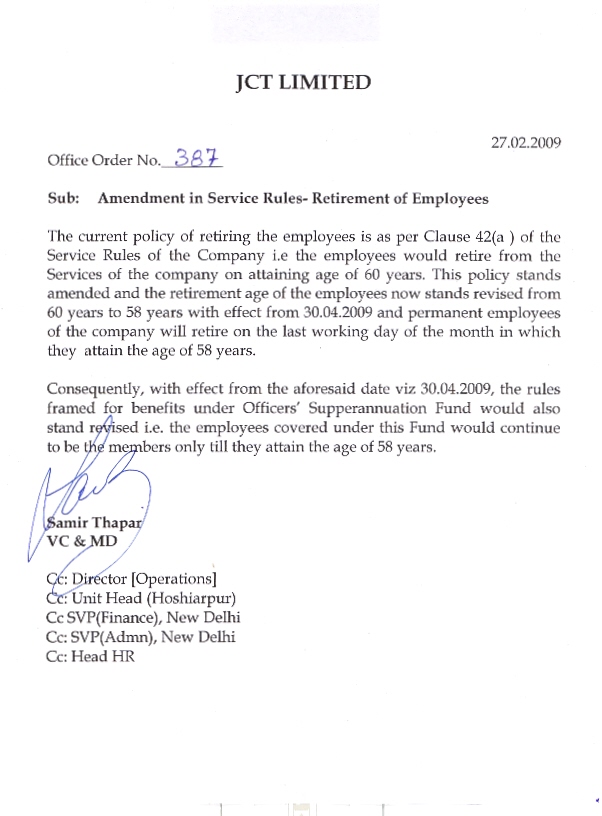 JCT LIMITED
27.02.2009
Office Order No. 387
Sub: Amendment in Service Rules- Retirement of Employees
The current policy of retiring the employees is as per Clause 42(a ) of the
Service Rules of the Company i.e the employees would retire from the
Services of the company on attaining age of 60 years. This policy stands
amended and the retirement age of the employees now stands revised from
60 years to 58 years with effect from 30.04.2009 and permanent employees
of the company will retire on the last working day of the month in which
they attain the age of 58 years.
Consequently, with effect from the aforesaid date viz 30.04.2009, the rules
framed for benefits under Officers' Supperannuation Fund would also
stand revised i.e. the employees covered under this Fund would continue
to be the members only till they attain the age of 58 years.
Samir Thapar
VC & MD
Cc: Director [Operations]
Cc: Unit Head (Hoshiarpur)
Cc SVP(Finance), New Delhi
Cc: SVP(Admn), New Delhi
Cc: Head HR